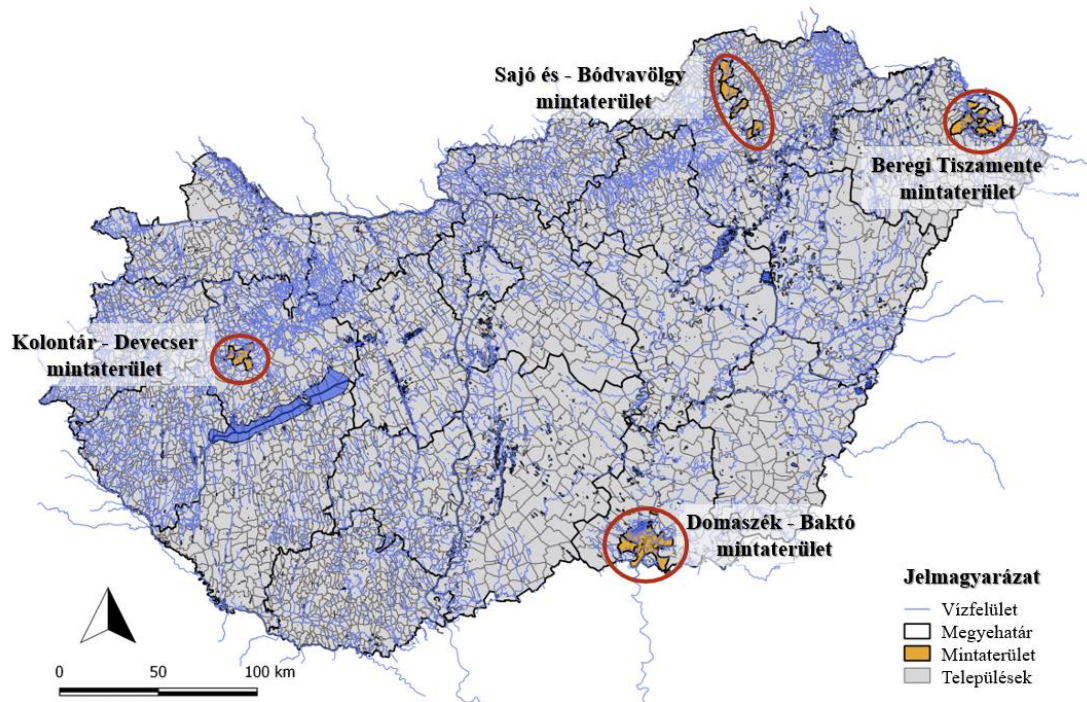 Sajó és - Bódvavölgy
mintaterület
Beregi Tiszamente
mintaterület
Kolontár - Devecser
mintaterület
Domaszék - Baktó
mintaterület
Jelmagyarázat
Vízfelület
Megyehatár
Mintaterület
Települések
0 50 100 km